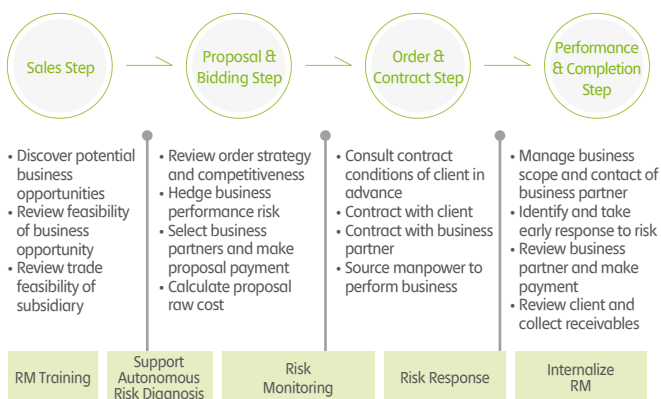 Sales Step
Proposal &
Bidding Step
Order &
Contract Step
Performance
& Completion
Step
• Discover potential
business
opportunities
• Review feasibility
of business
opportunity
• Review trade
feasibility of
subsidiary
• Review order strategy
and competitiveness
• Hedge business
performance risk
• Select business
partners and make
proposal payment
• Calculate proposal
raw cost
• Consult contract
conditions of client in
advance
• Contract with client
• Contract with business
partner
• Source manpower to
perform business
• Manage business
scope and contact of
business partner
• Identify and take
early response to risk
• Review business
partner and make
payment
• Review client and
collect receivables
RM Training
Support
Autonomous
Risk Diagnosis
Risk
Monitoring
Risk Response
Internalize
RM